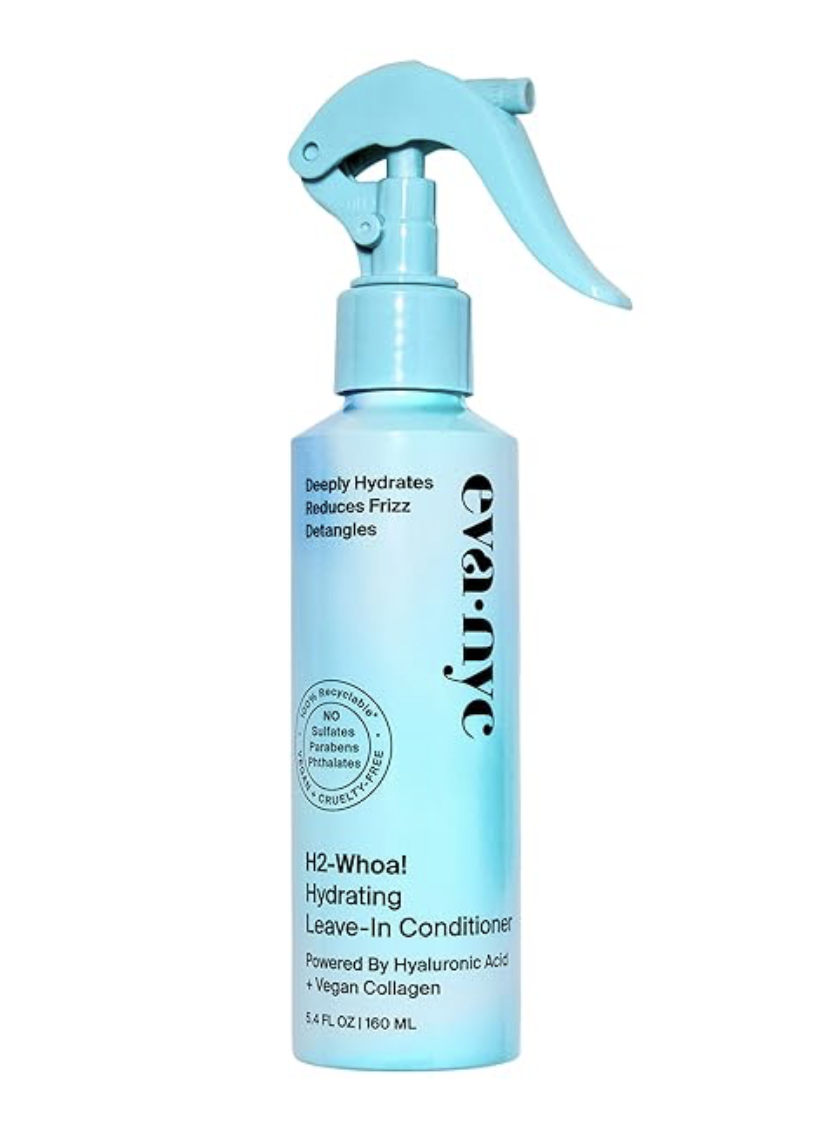 Deeply Hydrates
Reduces Frizz
Detangles
eva·nyc
100% Recyclable*
NO
Sulfates
Parabens
Phthalates
VEGAN + CRUELTY-FREE
H2-Whoa!
Hydrating
Leave-In Conditioner
Powered By Hyaluronic Acid
+ Vegan Collagen
5.4 FL OZ | 160 ML